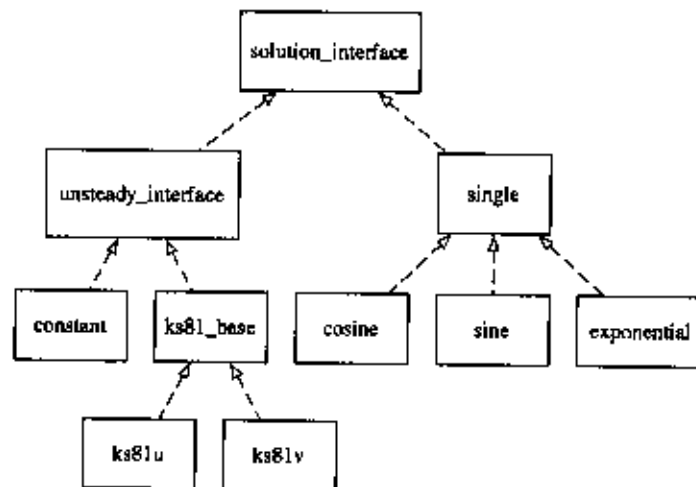 solution_interface
unsteady_interface
single
constant
ks81_base
cosine
sine
exponential
ks81u
ks81v